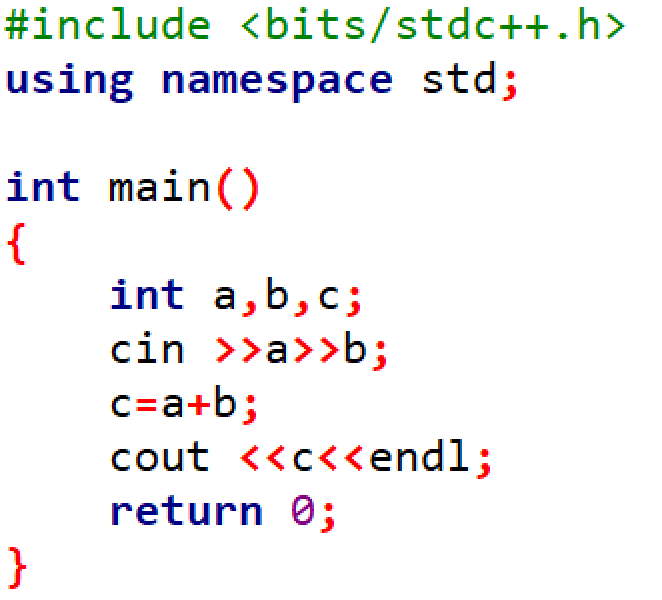 #include <bits/stdc++.h>
using namespace std;
int main()
{
    int a,b,c;
    cin >>a>>b;
    c=a+b;
    cout <<c<<endl;
    return 0;
}